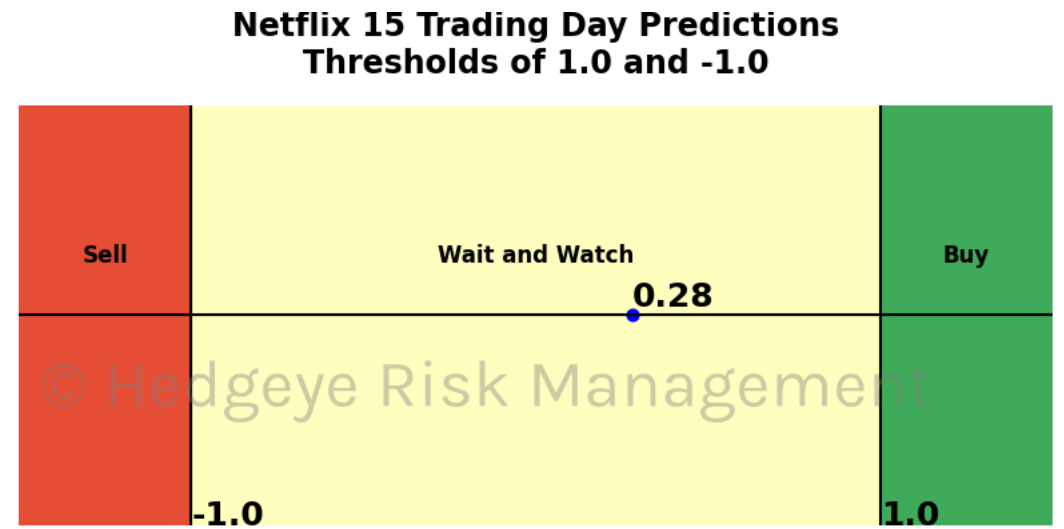 Netflix 15 Trading Day Predictions
Thresholds of 1.0 and -1.0
Sell
Wait and Watch
Buy
0.28
© Hedgeye Risk Management
-1.0
1.0